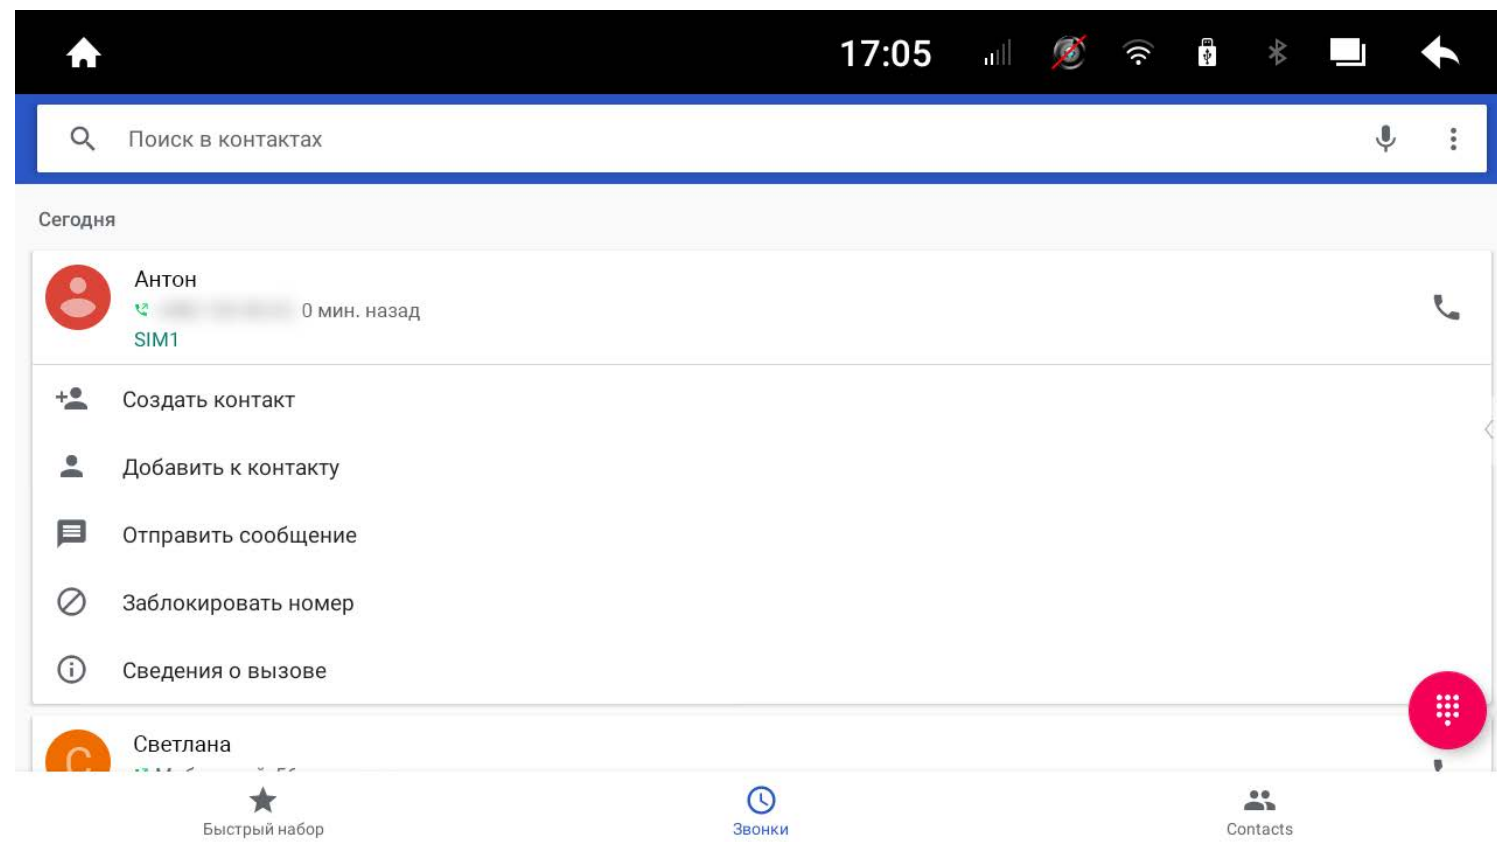 17:05
Поиск в контактах
Сегодня
Антон
0 мин. назад
SIM1
Создать контакт
Добавить к контакту
Отправить сообщение
Заблокировать номер
Сведения о вызове
С
Светлана
Быстрый набор
Звонки
Contacts